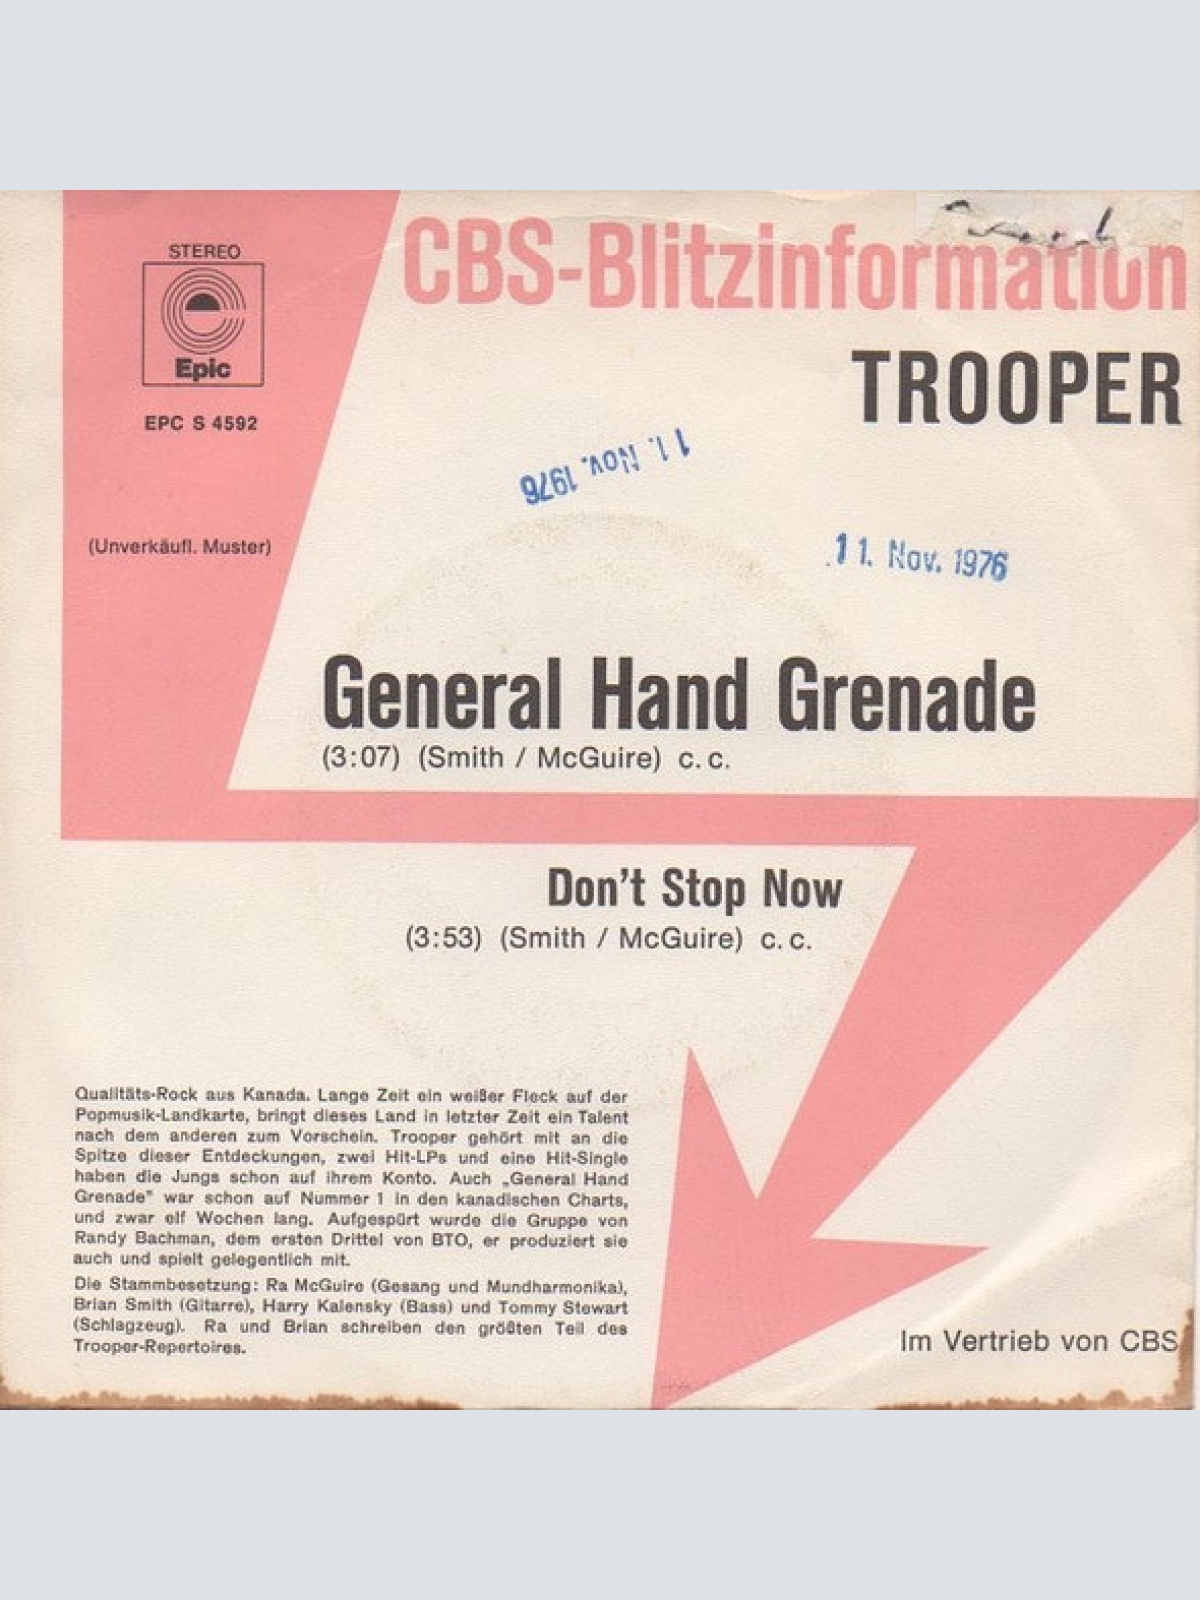 CBS-Blitzinformation
STEREO
Epic
EPC S 4592
TROOPER
11. Nov. 1976
11. Nov. 1976
(Unverkäufl. Muster)
General Hand Grenade
(3:07) (Smith / McGuire) c. c.
Don't Stop Now
(3:53) (Smith / McGuire) c. c.
Qualitäts-Rock aus Kanada. Lange Zeit ein weißer Fleck auf der
Popmusik-Landkarte, bringt dieses Land in letzter Zeit ein Talent
nach dem anderen zum Vorschein. Trooper gehört mit an die
Spitze dieser Entdeckungen, zwei Hit-LPs und eine Hit-Single
haben die Jungs schon auf ihrem Konto. Auch „General Hand
Grenade" war schon auf Nummer 1 in den kanadischen Charts,
und zwar elf Wochen lang. Aufgespürt wurde die Gruppe von
Randy Bachman, dem ersten Drittel von BTO, er produziert sie
auch und spielt gelegentlich mit.
Die Stammbesetzung: Ra McGuire (Gesang und Mundharmonika),
Brian Smith (Gitarre), Harry Kalensky (Bass) und Tommy Stewart
(Schlagzeug). Ra und Brian schreiben den größten Teil des
Trooper-Repertoires.
Im Vertrieb von CBS